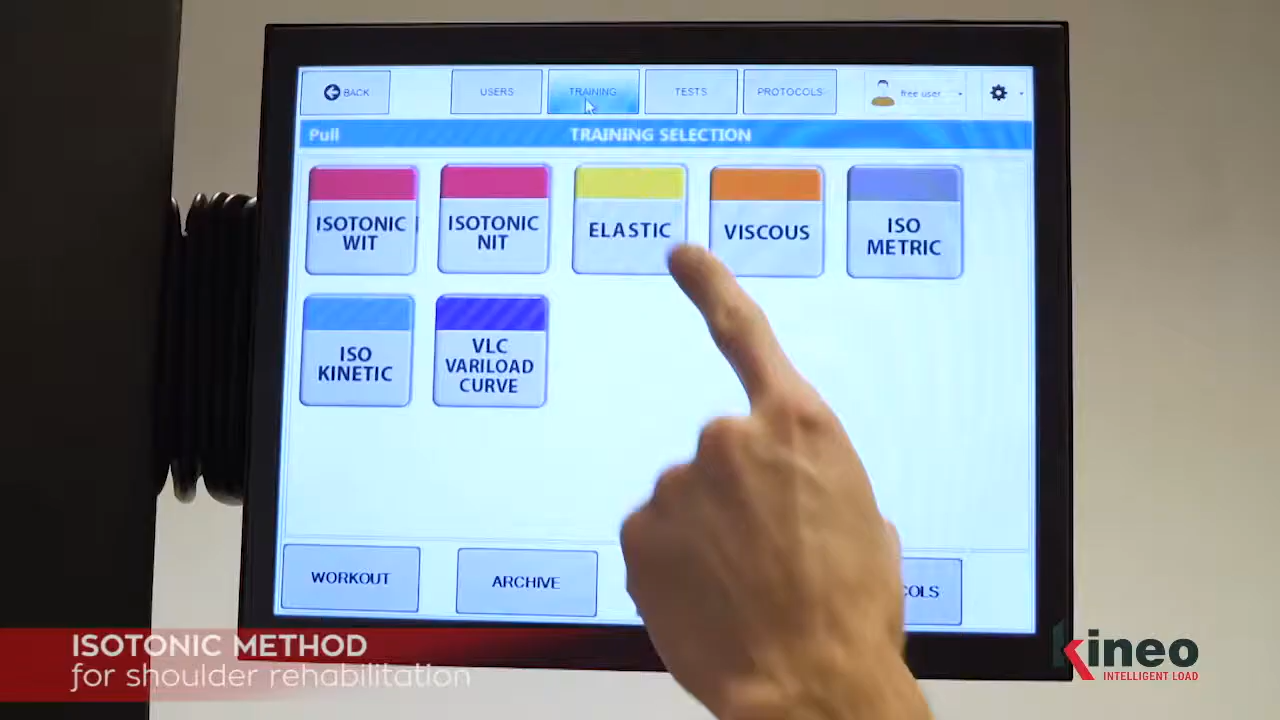 BACK
USERS
TRAINING
TESTS
PROTOCOLS
free user
Pull
TRAINING SELECTION
ISOTONIC
WIT
ISOTONIC
NIT
ELASTIC
VISCOUS
ISO
METRIC
ISO
KINETIC
VLC
VARILOAD
CURVE
WORKOUT
ARCHIVE
ISOTONIC METHOD
for shoulder rehabilitation
kineo
INTELLIGENT LOAD